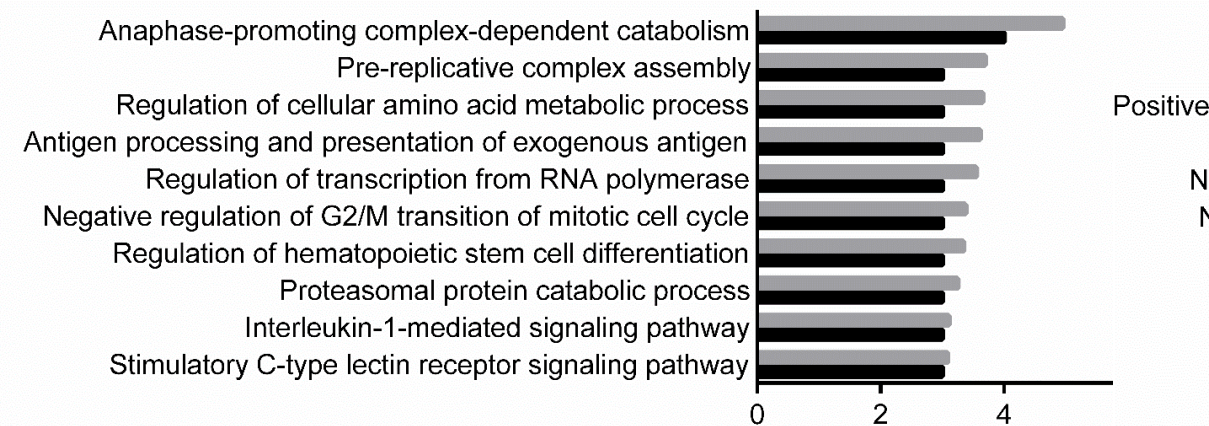 Anaphase-promoting complex-dependent catabolism
Pre-replicative complex assembly
Regulation of cellular amino acid metabolic process
Positive
Antigen processing and presentation of exogenous antigen
Regulation of transcription from RNA polymerase
N
Negative regulation of G2/M transition of mitotic cell cycle
N
Regulation of hematopoietic stem cell differentiation
Proteasomal protein catabolic process
Interleukin-1-mediated signaling pathway
Stimulatory C-type lectin receptor signaling pathway
0 2 4